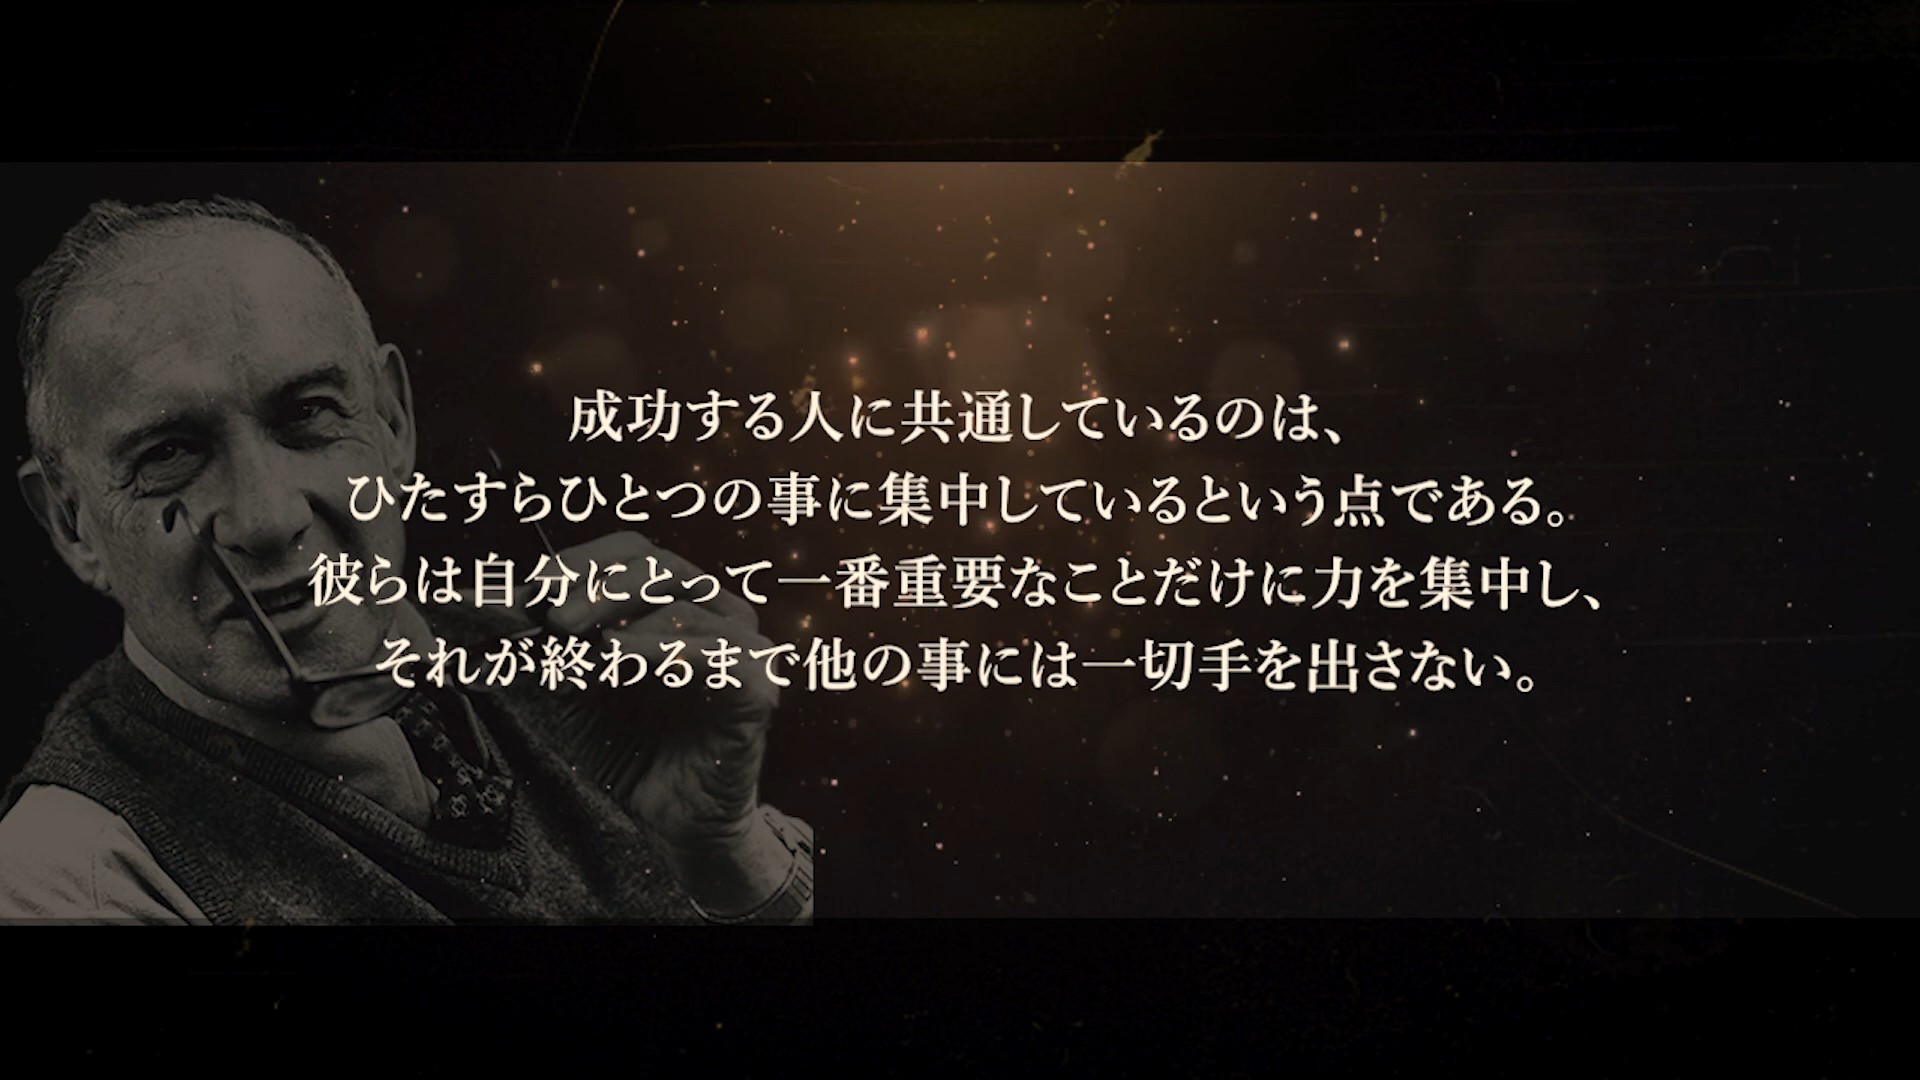 成功する人に共通しているのは、
ひたすらひとつの事に集中しているという点である。
彼らは自分にとって一番重要なことだけに力を集中し、
それが終わるまで他の事には一切手を出さない。